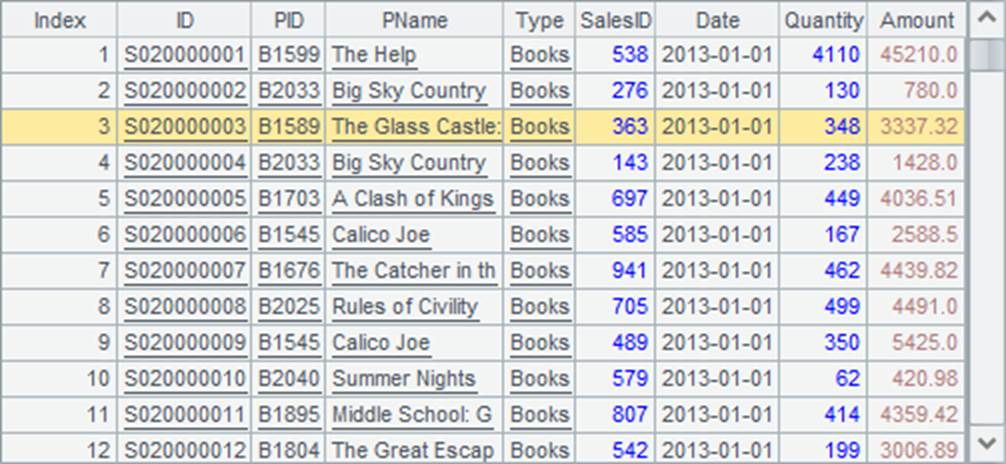 Index ID PID PName Type SalesID Date Quantity Amount
1 S020000001 B1599 The Help Books 538 2013-01-01 4110 45210.0
2 S020000002 B2033 Big Sky Country Books 276 2013-01-01 130 780.0
3 S020000003 B1589 The Glass Castle: Books 363 2013-01-01 348 3337.32
4 S020000004 B2033 Big Sky Country Books 143 2013-01-01 238 1428.0
5 S020000005 B1703 A Clash of Kings Books 697 2013-01-01 449 4036.51
6 S020000006 B1545 Calico Joe Books 585 2013-01-01 167 2588.5
7 S020000007 B1676 The Catcher in th Books 941 2013-01-01 462 4439.82
8 S020000008 B2025 Rules of Civility Books 705 2013-01-01 499 4491.0
9 S020000009 B1545 Calico Joe Books 489 2013-01-01 350 5425.0
10 S020000010 B2040 Summer Nights Books 579 2013-01-01 62 420.98
11 S020000011 B1895 Middle School: G Books 807 2013-01-01 414 4359.42
12 S020000012 B1804 The Great Escap Books 542 2013-01-01 199 3006.89